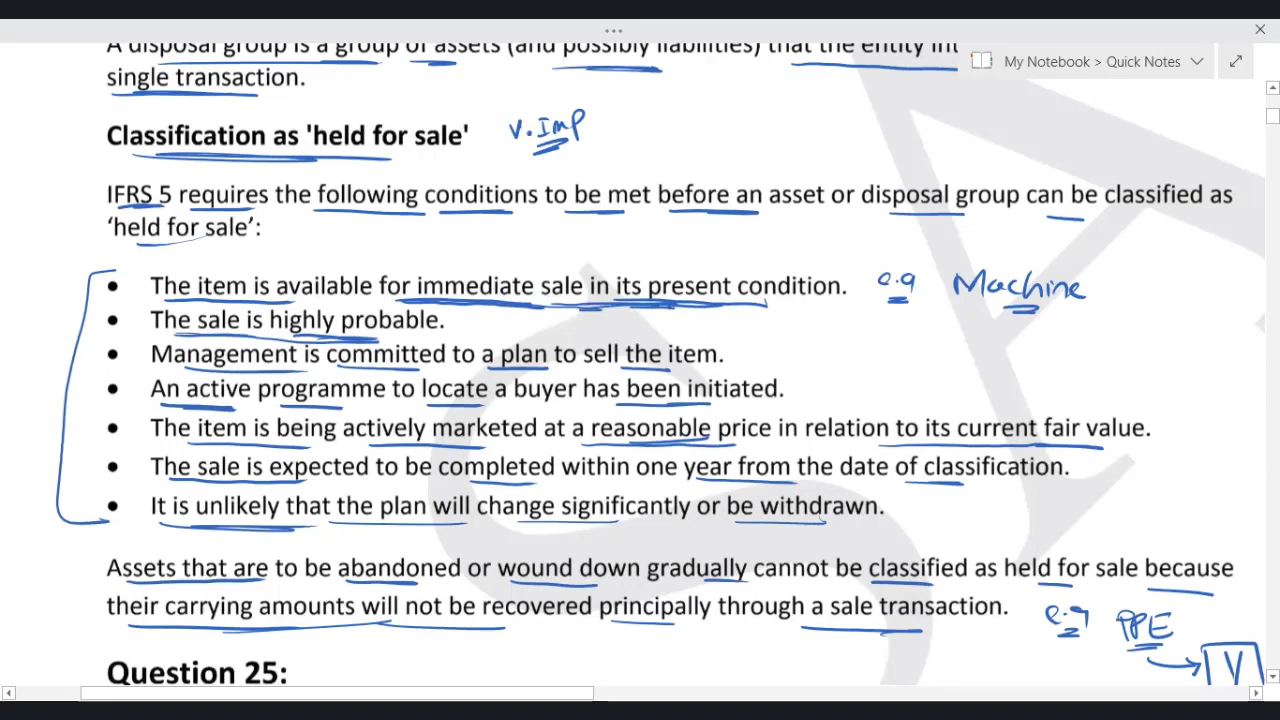 A disposal group is a group of assets (and possibly liabilities) that the entity int
My Notebook > Quick Notes
single transaction.
Classification as 'held for sale' v. Imp
IFRS 5 requires the following conditions to be met before an asset or disposal group can be classified as
‘held for sale’:
• The item is available for immediate sale in its present condition. e.g Machine
• The sale is highly probable.
• Management is committed to a plan to sell the item.
• An active programme to locate a buyer has been initiated.
• The item is being actively marketed at a reasonable price in relation to its current fair value.
• The sale is expected to be completed within one year from the date of classification.
• It is unlikely that the plan will change significantly or be withdrawn.
Assets that are to be abandoned or wound down gradually cannot be classified as held for sale because
their carrying amounts will not be recovered principally through a sale transaction. e.g PPE
Question 25: